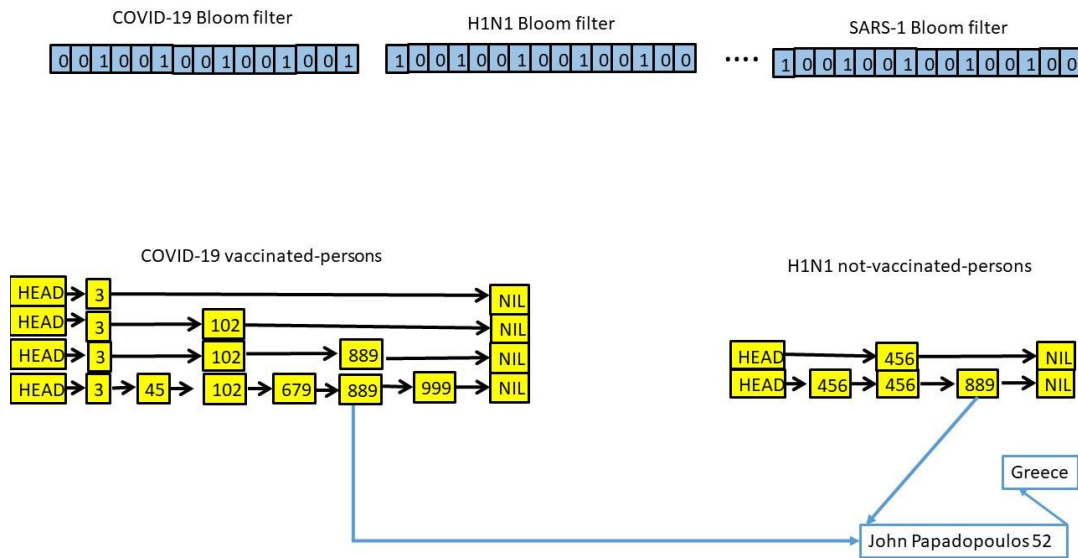 COVID-19 Bloom filter
H1N1 Bloom filter
SARS-1 Bloom filter
0 0 1 0 0 1 0 0 1 0 0 1 0 0 1
1 0 0 1 0 0 1 0 0 1 0 0 1 0 0
....
1 0 0 1 0 0 1 0 0 1 0 0 1 0 0
COVID-19 vaccinated-persons
HEAD 3 NIL
HEAD 3 102 NIL
HEAD 3 102 889 NIL
HEAD 3 45 102 679 889 999 NIL
H1N1 not-vaccinated-persons
HEAD 456 NIL
HEAD 456 456 889 NIL
Greece
John Papadopoulos 52